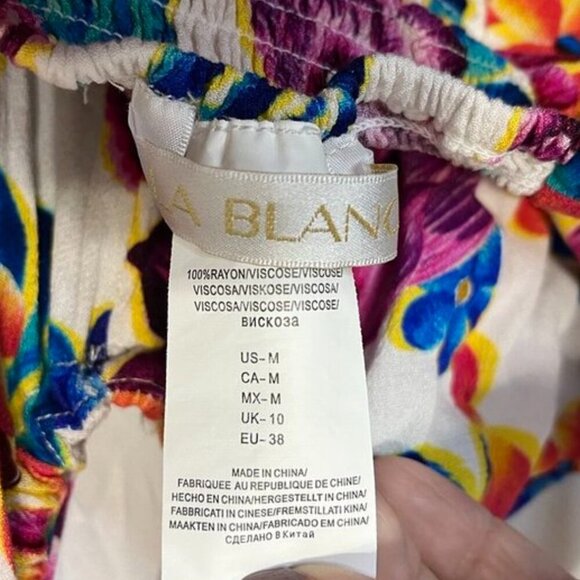 LA BLANC
100%RAYON/VISCOSE/VISCOSE/
VISCOSA/VISKOSE/VISCOSA/
VISCOSA/VISCOSE/VISCOSE/
вискоза
US-M
CA-M
MX-M
UK-10
EU-38
MADE IN CHINA/
FABRIQUEE AU REPUBLIQUE DE CHINE/
HECHO EN CHINA/HERGESTELLT IN CHINA/
FABBRICATI IN CINESE/FREMSTILLATI KINA/
MAAKTEN IN CHINA/FABRICADO EM CHINA/
СДЕЛАНО В Китай